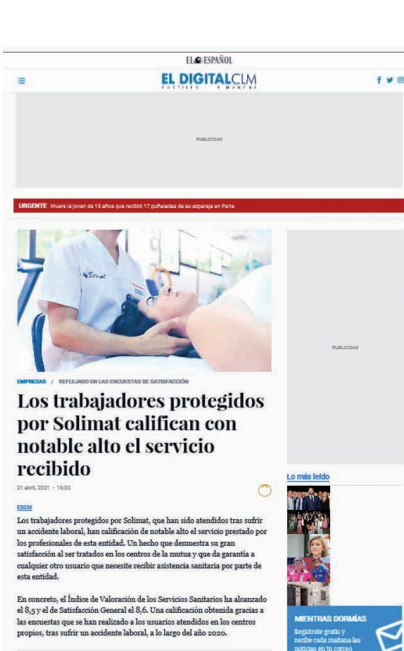 EL ESPAÑOL
EL DIGITALCLM
PUBLICIDAD
URGENTE Muere la joven de 15 años que recibió 17 puñaladas de su expareja en Parla
Solimat
PUBLICIDAD
EMPRESAS / REFLEJADO EN LAS ENCUESTAS DE SATISFACCIÓN
Los trabajadores protegidos
por Solimat califican con
notable alto el servicio
recibido
21 abril, 2021 - 16:33
EDCM
Los trabajadores protegidos por Solimat, que han sido atendidos tras sufrir
un accidente laboral, han calificación de notable alto el servicio prestado por
los profesionales de esta entidad. Un hecho que demuestra su gran
satisfacción al ser tratados en los centros de la mutua y que da garantía a
cualquier otro usuario que necesite recibir asistencia sanitaria por parte de
esta entidad.
En concreto, el Índice de Valoración de los Servicios Sanitarios ha alcanzado
el 8,5 y el de Satisfacción General el 8,6. Una calificación obtenida gracias a
las encuestas que se han realizado a los usuarios atendidos en los centros
propios, tras sufrir un accidente laboral, a lo largo del año 2020.
Lo más leído
MIENTRAS DORMÍAS
Regístrate gratis y
recibe cada mañana las
noticias en tu correo